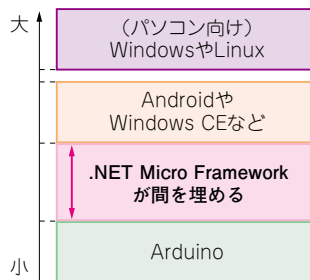 大
（パソコン向け）
WindowsやLinux
Androidや
Windows CEなど
.NET Micro Framework
が間を埋める
Arduino
小